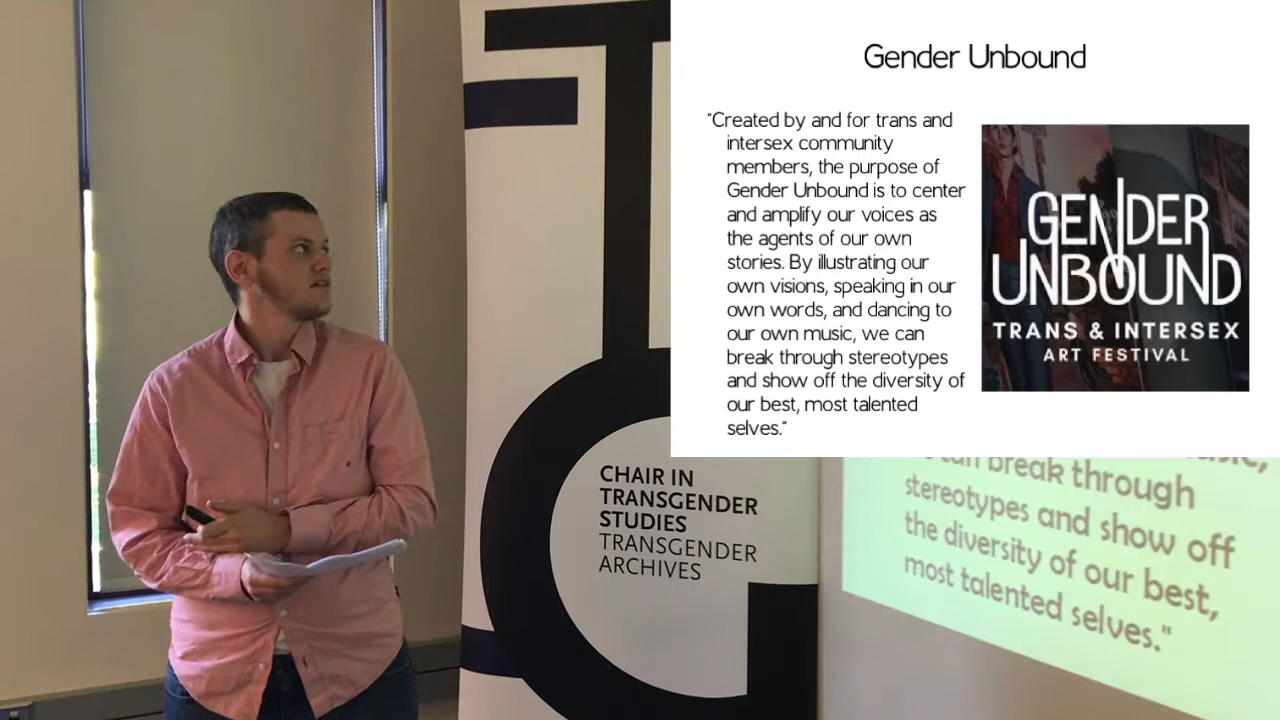 Gender Unbound
"Created by and for trans and
intersex community
members, the purpose of
Gender Unbound is to center
and amplify our voices as
the agents of our own
stories. By illustrating our
own visions, speaking in our
own words, and dancing to
our own music, we can
break through stereotypes
and show off the diversity of
our best, most talented
selves."
GENDER
UNBOUND
TRANS & INTERSEX
ART FESTIVAL
CHAIR IN
TRANSGENDER
STUDIES
TRANSGENDER
ARCHIVES
can break through
stereotypes and show off
the diversity of our best,
most talented selves."